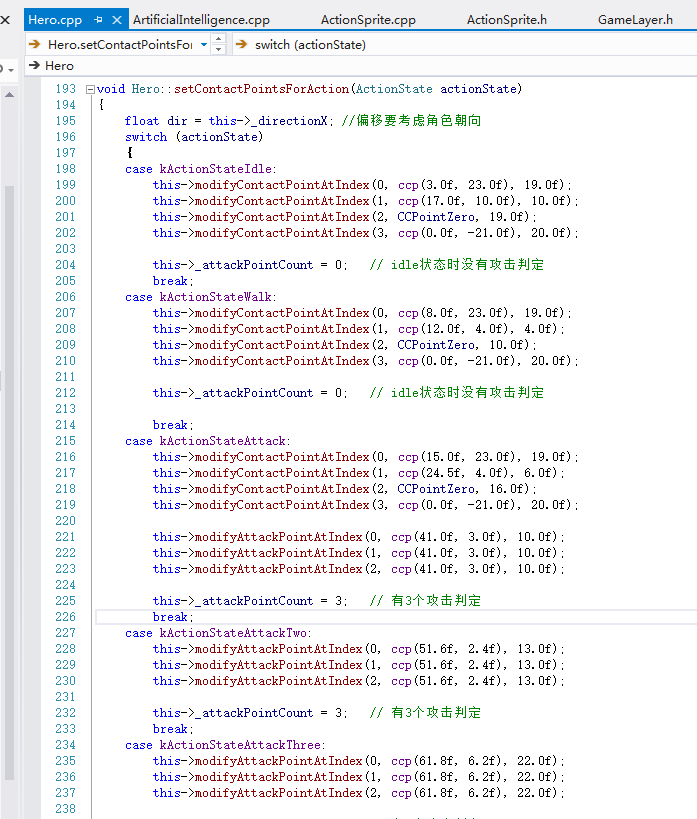 Hero.cpp ArtificialIntelligence.cpp ActionSprite.cpp ActionSprite.h GameLayer.h
Hero.setContactPointsFor switch (actionState)
Hero
193 void Hero::setContactPointsForAction(ActionState actionState)
194 {
195 float dir = this->_directionX; //偏移要考虑角色朝向
196 switch (actionState)
197 {
198 case kActionStateIdle:
199 this->modifyContactPointAtIndex(0, ccp(3.0f, 23.0f), 19.0f);
200 this->modifyContactPointAtIndex(1, ccp(17.0f, 10.0f), 10.0f);
201 this->modifyContactPointAtIndex(2, CCPointZero, 19.0f);
202 this->modifyContactPointAtIndex(3, ccp(0.0f, -21.0f), 20.0f);
203
204 this->_attackPointCount = 0; // idle状态时没有攻击判定
205 break;
206 case kActionStateWalk:
207 this->modifyContactPointAtIndex(0, ccp(8.0f, 23.0f), 19.0f);
208 this->modifyContactPointAtIndex(1, ccp(12.0f, 4.0f), 4.0f);
209 this->modifyContactPointAtIndex(2, CCPointZero, 10.0f);
210 this->modifyContactPointAtIndex(3, ccp(0.0f, -21.0f), 20.0f);
211
212 this->_attackPointCount = 0; // idle状态时没有攻击判定
213
214 break;
215 case kActionStateAttack:
216 this->modifyContactPointAtIndex(0, ccp(15.0f, 23.0f), 19.0f);
217 this->modifyContactPointAtIndex(1, ccp(24.5f, 4.0f), 6.0f);
218 this->modifyContactPointAtIndex(2, CCPointZero, 16.0f);
219 this->modifyContactPointAtIndex(3, ccp(0.0f, -21.0f), 20.0f);
220
221 this->modifyAttackPointAtIndex(0, ccp(41.0f, 3.0f), 10.0f);
222 this->modifyAttackPointAtIndex(1, ccp(41.0f, 3.0f), 10.0f);
223 this->modifyAttackPointAtIndex(2, ccp(41.0f, 3.0f), 10.0f);
224
225 this->_attackPointCount = 3; // 有3个攻击判定
226 break;
227 case kActionStateAttackTwo:
228 this->modifyAttackPointAtIndex(0, ccp(51.6f, 2.4f), 13.0f);
229 this->modifyAttackPointAtIndex(1, ccp(51.6f, 2.4f), 13.0f);
230 this->modifyAttackPointAtIndex(2, ccp(51.6f, 2.4f), 13.0f);
231
232 this->_attackPointCount = 3; // 有3个攻击判定
233 break;
234 case kActionStateAttackThree:
235 this->modifyAttackPointAtIndex(0, ccp(61.8f, 6.2f), 22.0f);
236 this->modifyAttackPointAtIndex(1, ccp(61.8f, 6.2f), 22.0f);
237 this->modifyAttackPointAtIndex(2, ccp(61.8f, 6.2f), 22.0f);
238